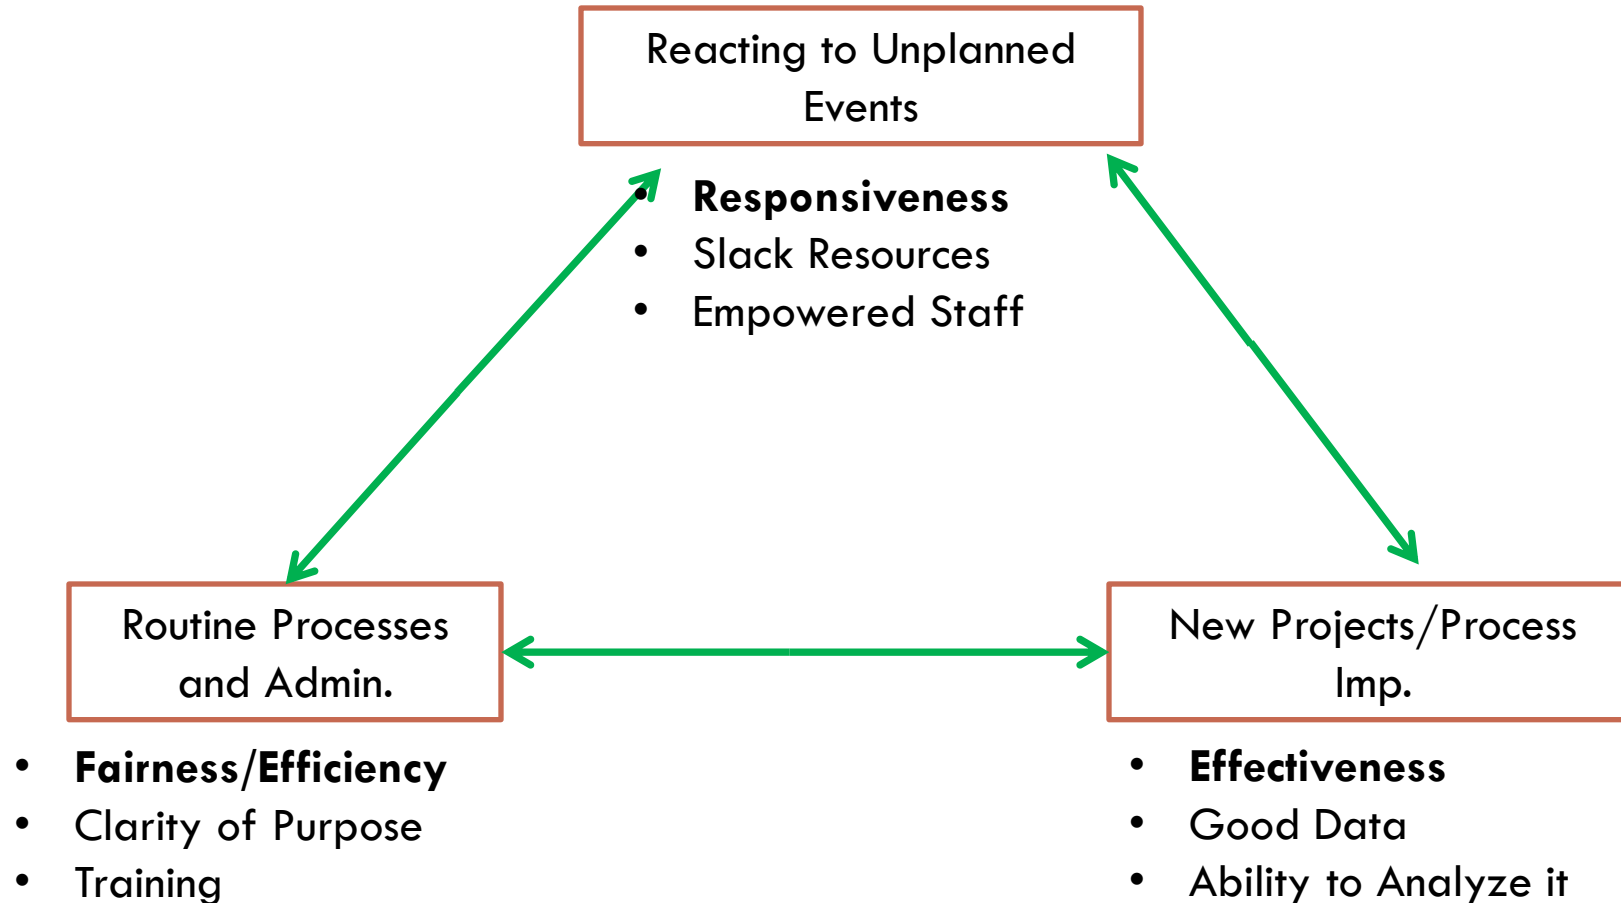 Reacting to Unplanned
Events
• Responsiveness
• Slack Resources
• Empowered Staff
Routine Processes
and Admin.
• Fairness/Efficiency
• Clarity of Purpose
• Training
New Projects/Process
Imp.
• Effectiveness
• Good Data
• Ability to Analyze it